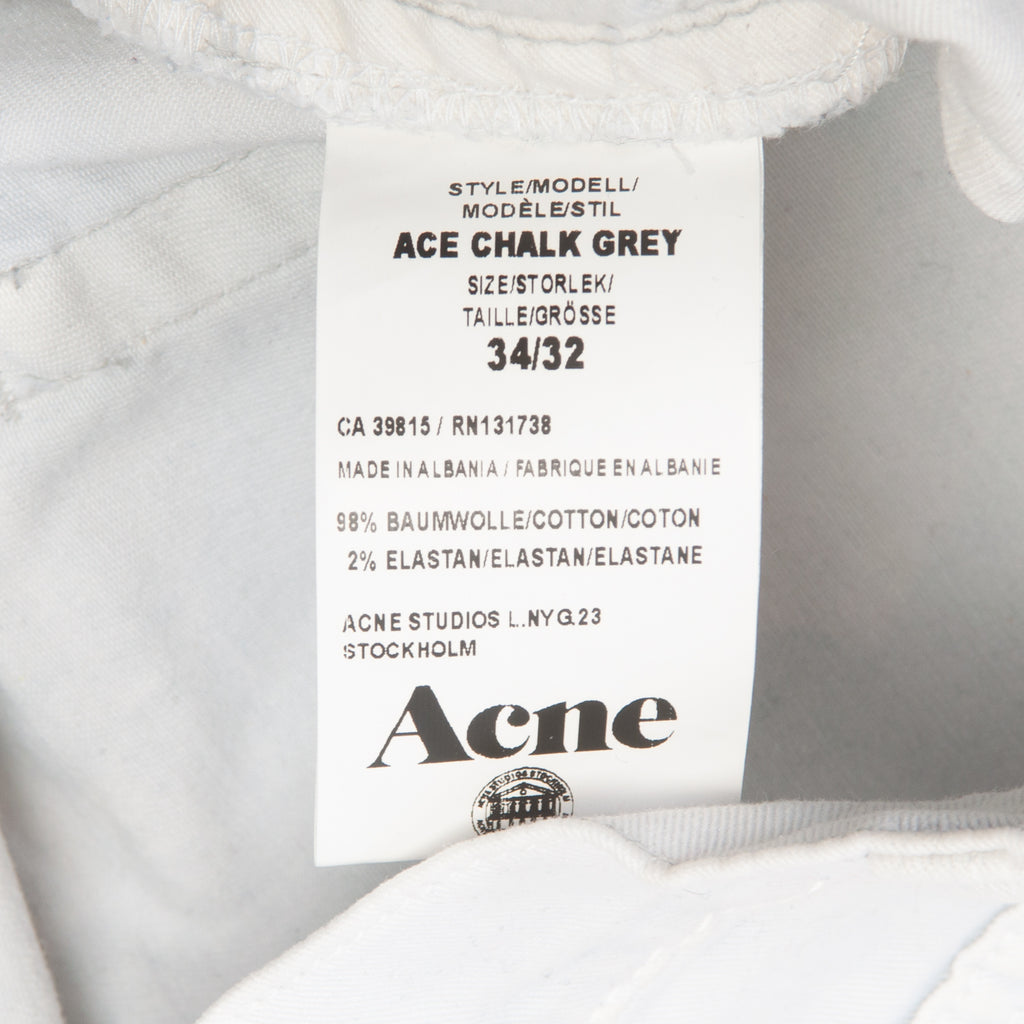 STYLE/MODELL/
MODÈLE/STIL
ACE CHALK GREY
SIZE/STORLEK/
TAILLE/GRÖSSE
34/32
CA 39815 / RN131738
MADE IN ALBANIA / FABRIQUE EN ALBANIE
98% BAUMWOLLE/COTTON/COTON
2% ELASTAN/ELASTAN/ELASTANE
ACNE STUDIOS L.NYG.23
STOCKHOLM
Acne